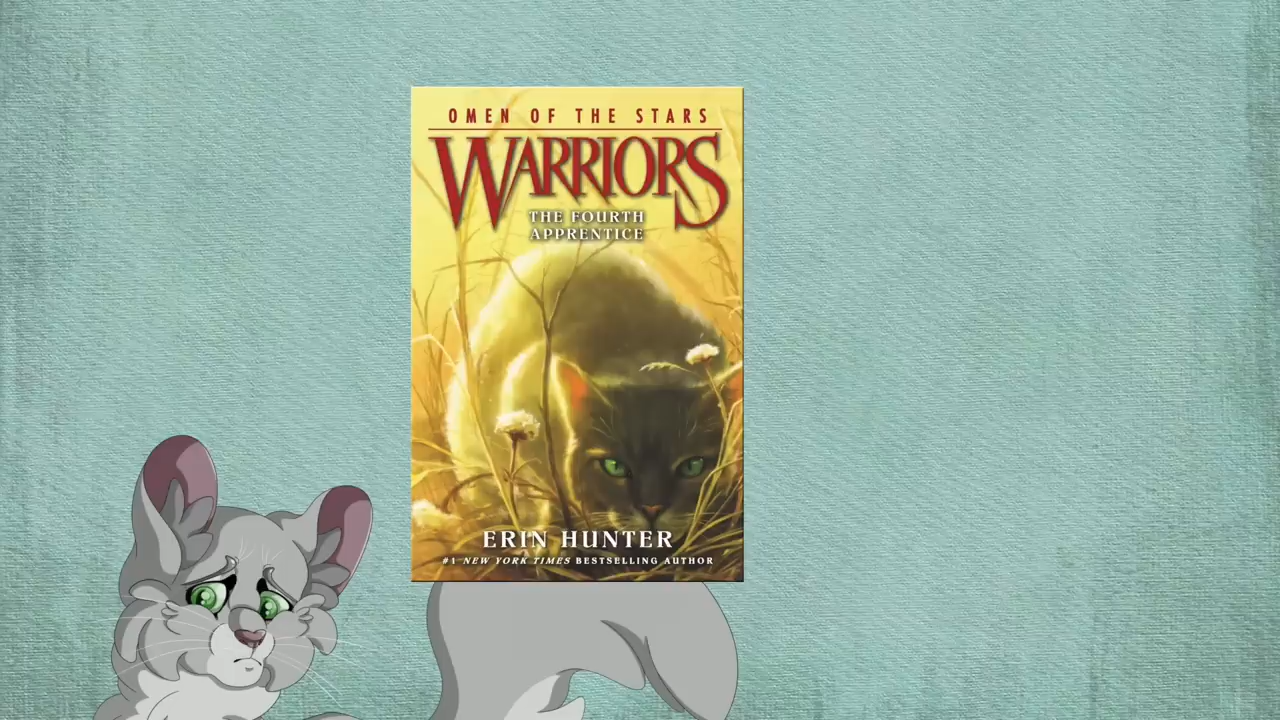 OMEN OF THE STARS
WARRIORS
THE FOURTH
APPRENTICE
ERIN HUNTER
#1 NEW YORK TIMES BESTSELLING AUTHOR